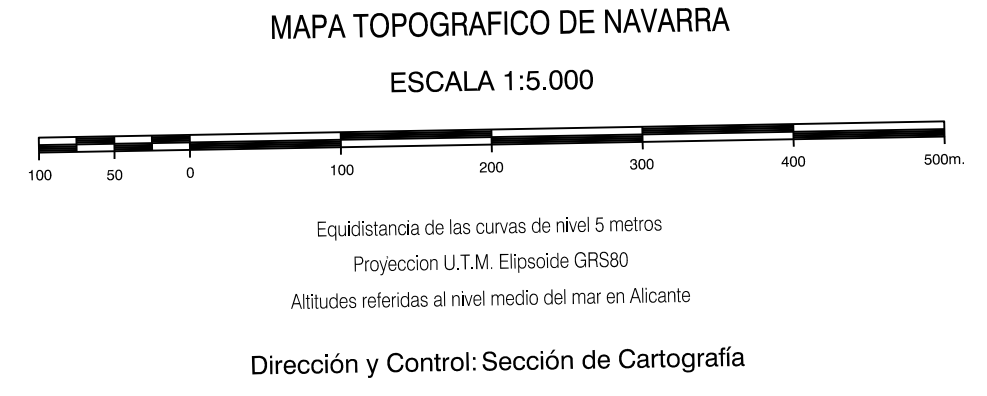 MAPA TOPOGRAFICO DE NAVARRA
ESCALA 1:5.000
100 50 0 100 200 300 400 500m.
Equidistancia de las curvas de nivel 5 metros
Proyeccion U.T.M. Elipsoide GRS80
Altitudes referidas al nivel medio del mar en Alicante
Dirección y Control: Sección de Cartografía